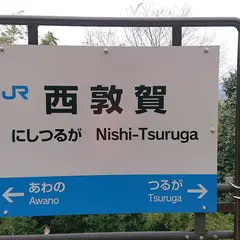 JR 西敦賀
にしつるが Nishi-Tsuruga
← あわの つるが →
Awano Tsuruga